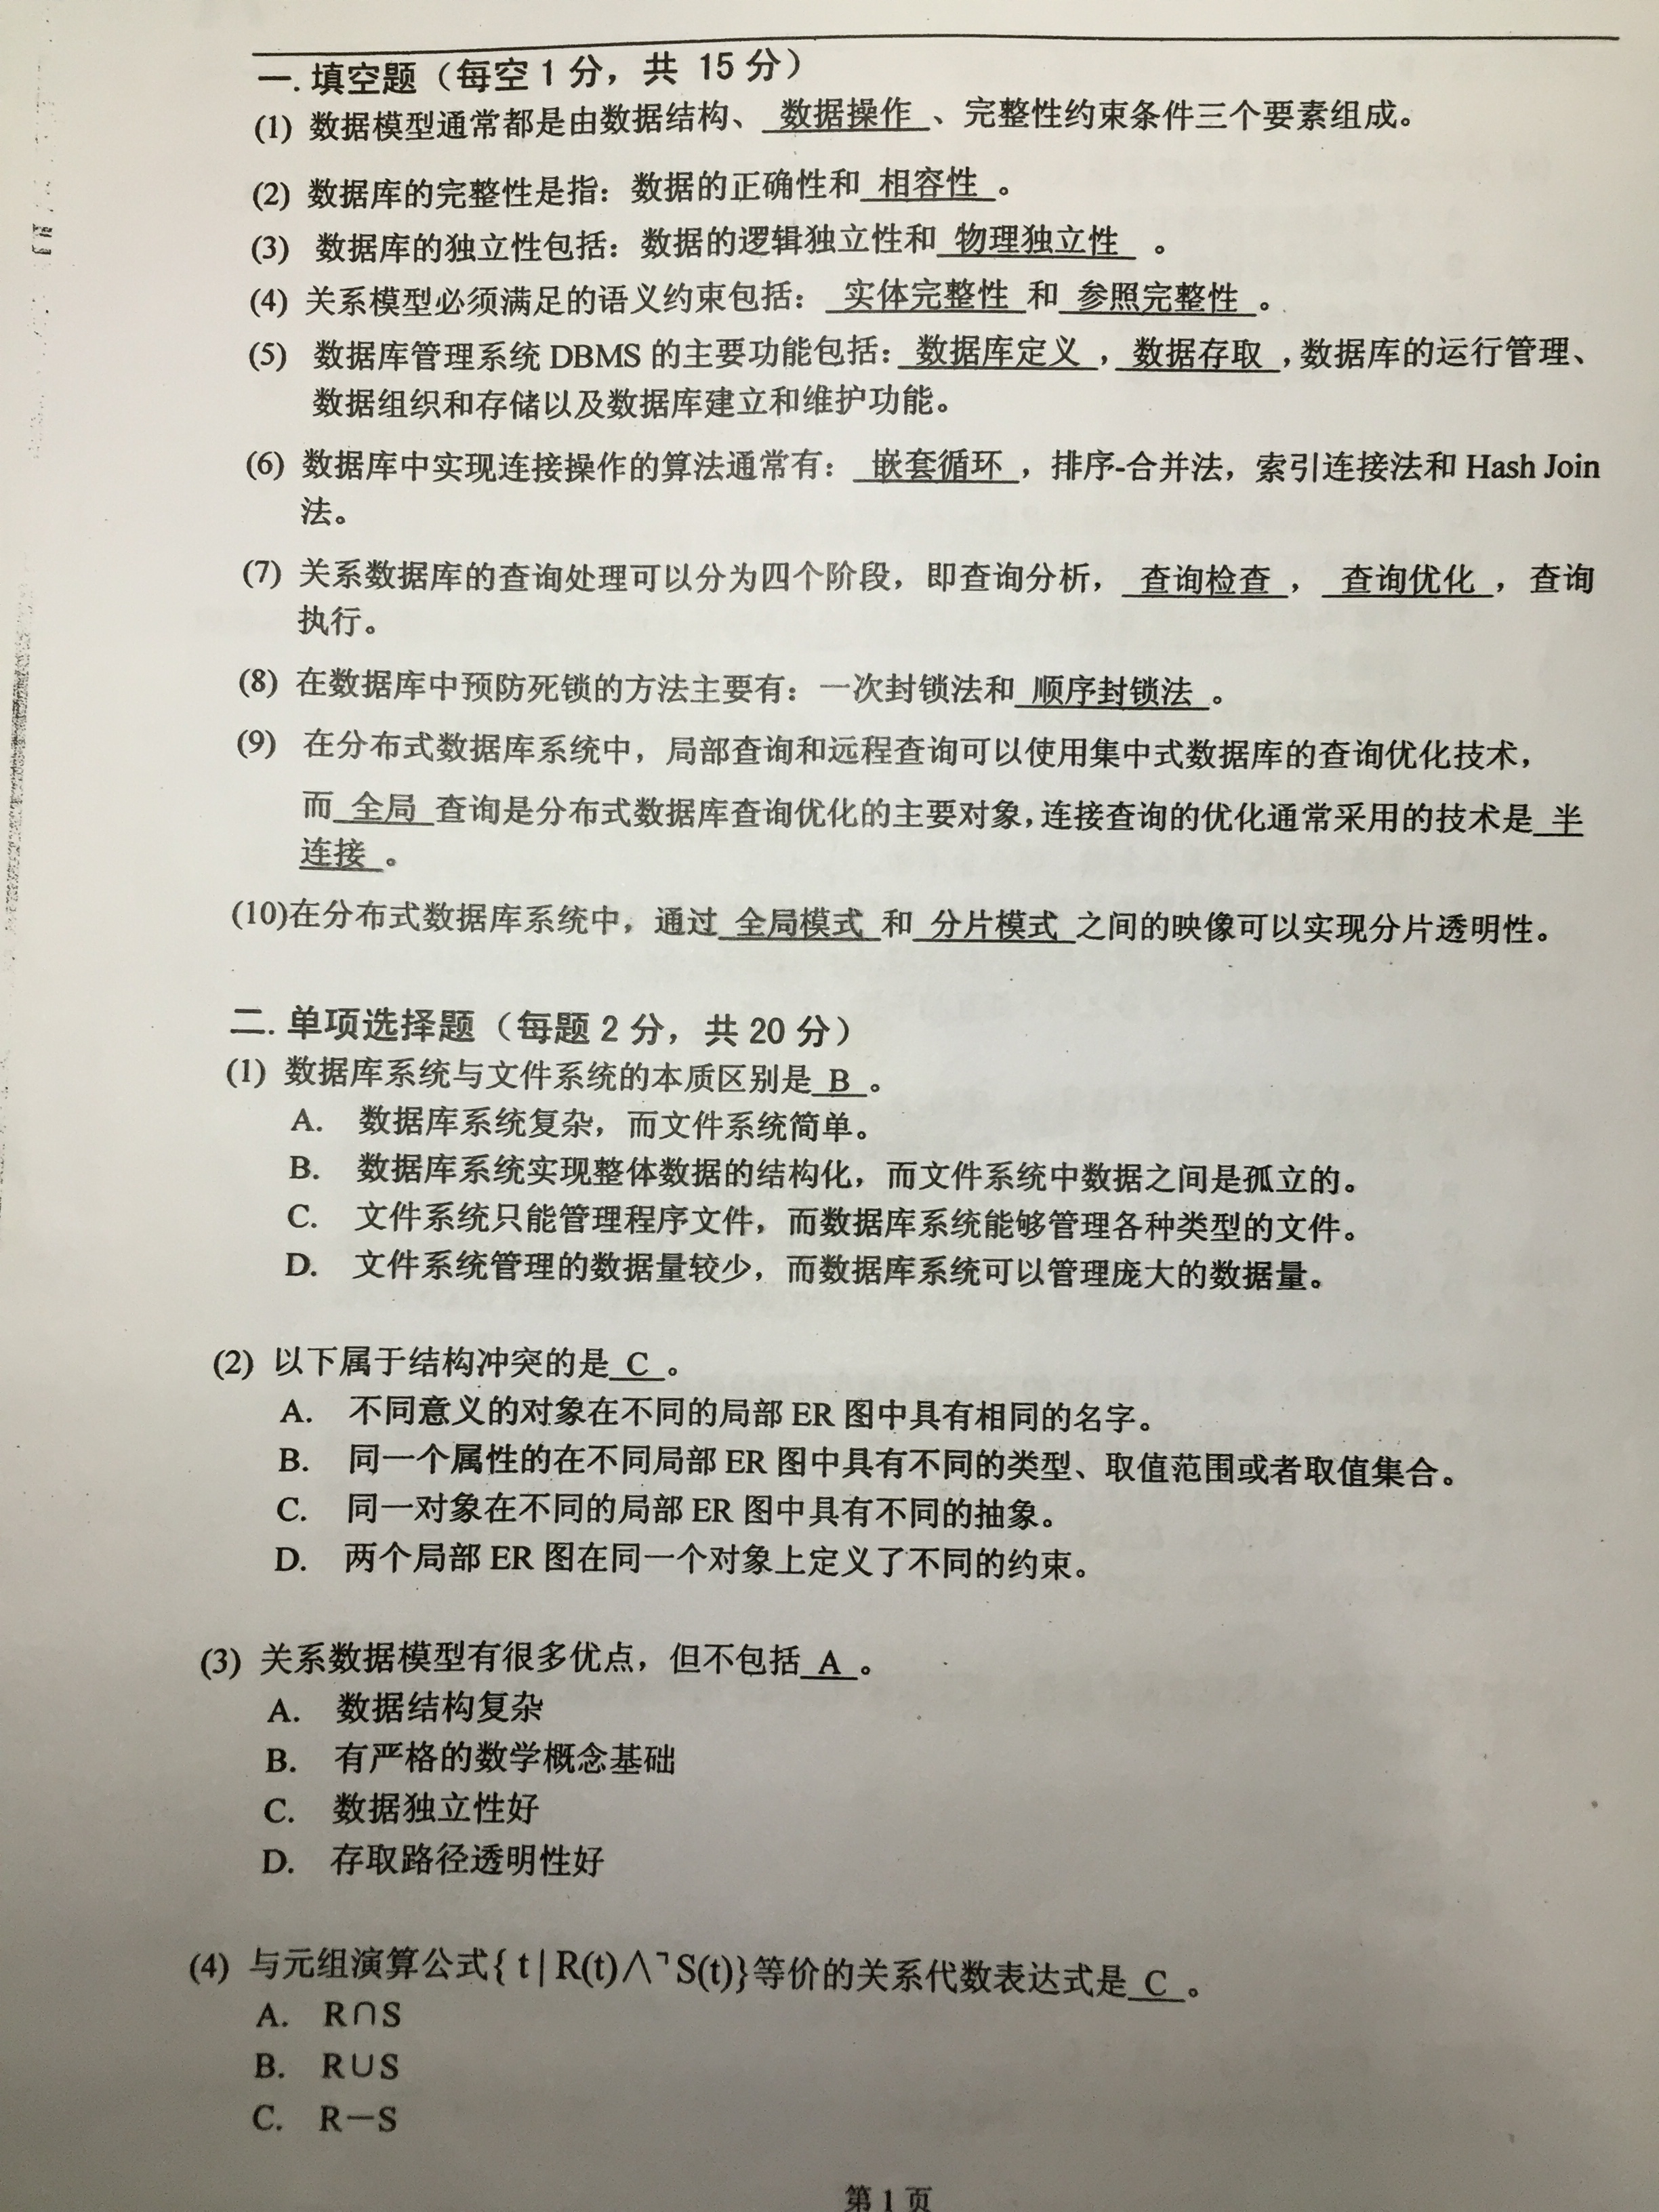 一. 填空题（每空 1 分，共 15 分）
(1) 数据模型通常都是由数据结构、 数据操作 、完整性约束条件三个要素组成。
(2) 数据库的完整性是指：数据的正确性和 相容性 。
(3) 数据库的独立性包括：数据的逻辑独立性和 物理独立性 。
(4) 关系模型必须满足的语义约束包括： 实体完整性 和 参照完整性 。
(5) 数据库管理系统 DBMS 的主要功能包括： 数据库定义 ， 数据存取 ，数据库的运行管理、
数据组织和存储以及数据库建立和维护功能。
(6) 数据库中实现连接操作的算法通常有： 嵌套循环 ，排序-合并法，索引连接法和 Hash Join
法。
(7) 关系数据库的查询处理可以分为四个阶段，即查询分析， 查询检查 ， 查询优化 ，查询
执行。
(8) 在数据库中预防死锁的方法主要有：一次封锁法和 顺序封锁法 。
(9) 在分布式数据库系统中，局部查询和远程查询可以使用集中式数据库的查询优化技术，
而 全局 查询是分布式数据库查询优化的主要对象，连接查询的优化通常采用的技术是 半
连接 。
(10)在分布式数据库系统中，通过 全局模式 和 分片模式 之间的映像可以实现分片透明性。
二. 单项选择题（每题 2 分，共 20 分）
(1) 数据库系统与文件系统的本质区别是 B 。
A. 数据库系统复杂，而文件系统简单。
B. 数据库系统实现整体数据的结构化，而文件系统中数据之间是孤立的。
C. 文件系统只能管理程序文件，而数据库系统能够管理各种类型的文件。
D. 文件系统管理的数据量较少，而数据库系统可以管理庞大的数据量。
(2) 以下属于结构冲突的是 C 。
A. 不同意义的对象在不同的局部 ER 图中具有相同的名字。
B. 同一个属性的在不同局部 ER 图中具有不同的类型、取值范围或者取值集合。
C. 同一对象在不同的局部 ER 图中具有不同的抽象。
D. 两个局部 ER 图在同一个对象上定义了不同的约束。
(3) 关系数据模型有很多优点，但不包括 A 。
A. 数据结构复杂
B. 有严格的数学概念基础
C. 数据独立性好
D. 存取路径透明性好
(4) 与元组演算公式{ t | R(t)∧¬S(t)}等价的关系代数表达式是 C 。
A. R∩S
B. R∪S
C. R－S
第 1 页